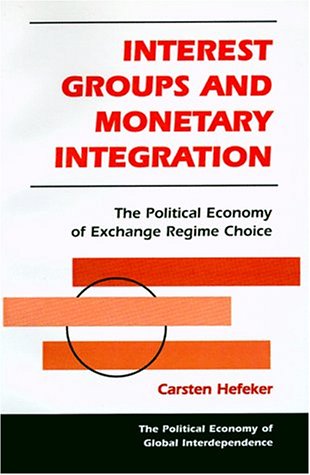 INTEREST
GROUPS AND
MONETARY
INTEGRATION
The Political Economy
of Exchange Regime Choice
Carsten Hefeker
The Political Economy of
Global Interdependence